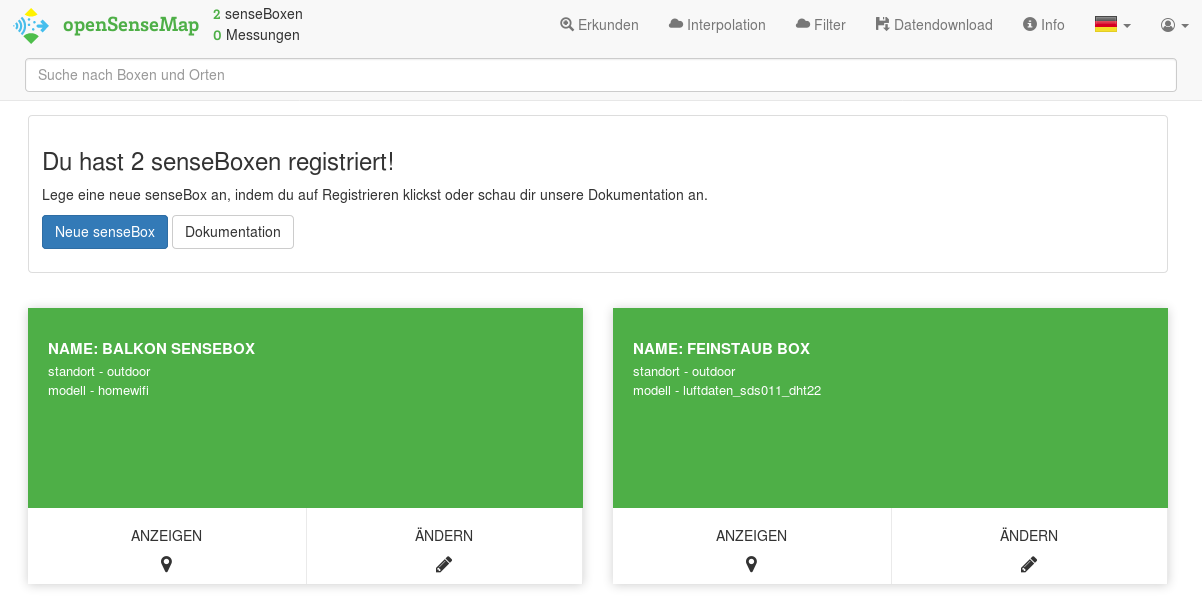 openSenseMap
2 senseBoxen
0 Messungen
Erkunden
Interpolation
Filter
Datendownload
Info
Suche nach Boxen und Orten
Du hast 2 senseBoxen registriert!
Lege eine neue senseBox an, indem du auf Registrieren klickst oder schau dir unsere Dokumentation an.
Neue senseBox
Dokumentation
NAME: BALKON SENSEBOX
standort - outdoor
modell - homewifi
ANZEIGEN
ÄNDERN
NAME: FEINSTAUB BOX
standort - outdoor
modell - luftdaten_sds011_dht22
ANZEIGEN
ÄNDERN